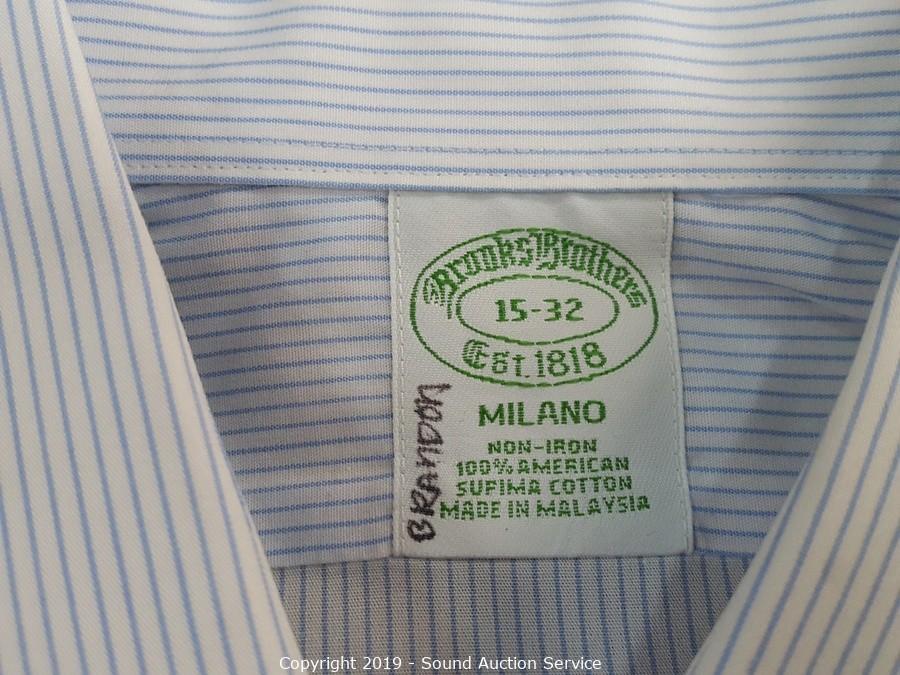 Brooks Brothers
15-32
Est. 1818
MILANO
NON-IRON
100% AMERICAN
SUPIMA COTTON
MADE IN MALAYSIA
BRANDON
Copyright 2019 - Sound Auction Service